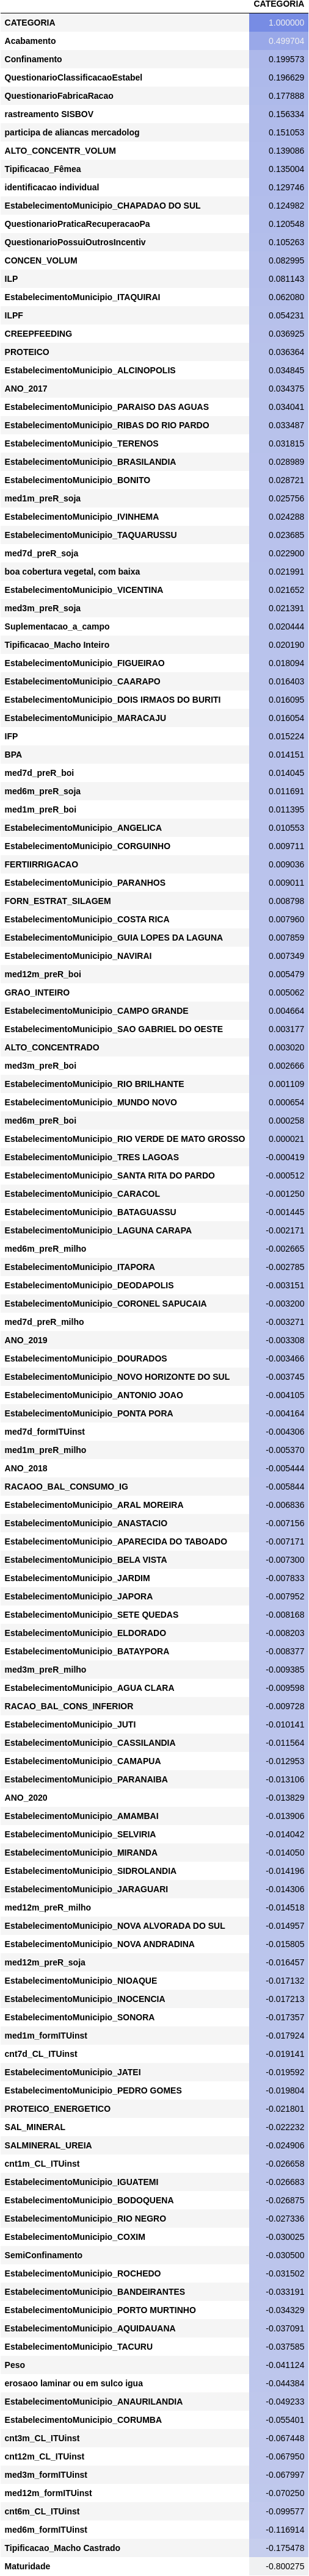 CATEGORIA
CATEGORIA 1.000000
Acabamento 0.499704
Confinamento 0.199573
QuestionarioClassificacaoEstabel 0.196629
QuestionarioFabricaRacao 0.177888
rastreamento SISBOV 0.156334
participa de aliancas mercadolog 0.151053
ALTO_CONCENTR_VOLUM 0.139086
Tipificacao_Fêmea 0.135004
identificacao individual 0.129746
EstabelecimentoMunicipio_CHAPADAO DO SUL 0.124982
QuestionarioPraticaRecuperacaoPa 0.120548
QuestionarioPossuiOutrosIncentiv 0.105263
CONCEN_VOLUM 0.082995
ILP 0.081143
EstabelecimentoMunicipio_ITAQUIRAI 0.062080
ILPF 0.054231
CREEPFEEDING 0.036925
PROTEICO 0.036364
EstabelecimentoMunicipio_ALCINOPOLIS 0.034845
ANO_2017 0.034375
EstabelecimentoMunicipio_PARAISO DAS AGUAS 0.034041
EstabelecimentoMunicipio_RIBAS DO RIO PARDO 0.033487
EstabelecimentoMunicipio_TERENOS 0.031815
EstabelecimentoMunicipio_BRASILANDIA 0.028989
EstabelecimentoMunicipio_BONITO 0.028721
med1m_preR_soja 0.025756
EstabelecimentoMunicipio_IVINHEMA 0.024288
EstabelecimentoMunicipio_TAQUARUSSU 0.023685
med7d_preR_soja 0.022900
boa cobertura vegetal, com baixa 0.021991
EstabelecimentoMunicipio_VICENTINA 0.021652
med3m_preR_soja 0.021391
Suplementacao_a_campo 0.020444
Tipificacao_Macho Inteiro 0.020190
EstabelecimentoMunicipio_FIGUEIRAO 0.018094
EstabelecimentoMunicipio_CAARAPO 0.016403
EstabelecimentoMunicipio_DOIS IRMAOS DO BURITI 0.016095
EstabelecimentoMunicipio_MARACAJU 0.016054
IFP 0.015224
BPA 0.014151
med7d_preR_boi 0.014045
med6m_preR_soja 0.011691
med1m_preR_boi 0.011395
EstabelecimentoMunicipio_ANGELICA 0.010553
EstabelecimentoMunicipio_CORGUINHO 0.009711
FERTIIRRIGACAO 0.009036
EstabelecimentoMunicipio_PARANHOS 0.009011
FORN_ESTRAT_SILAGEM 0.008798
EstabelecimentoMunicipio_COSTA RICA 0.007960
EstabelecimentoMunicipio_GUIA LOPES DA LAGUNA 0.007859
EstabelecimentoMunicipio_NAVIRAI 0.007349
med12m_preR_boi 0.005479
GRAO_INTEIRO 0.005062
EstabelecimentoMunicipio_CAMPO GRANDE 0.004664
EstabelecimentoMunicipio_SAO GABRIEL DO OESTE 0.003177
ALTO_CONCENTRADO 0.003020
med3m_preR_boi 0.002666
EstabelecimentoMunicipio_RIO BRILHANTE 0.001109
EstabelecimentoMunicipio_MUNDO NOVO 0.000654
med6m_preR_boi 0.000258
EstabelecimentoMunicipio_RIO VERDE DE MATO GROSSO 0.000021
EstabelecimentoMunicipio_TRES LAGOAS -0.000419
EstabelecimentoMunicipio_SANTA RITA DO PARDO -0.000512
EstabelecimentoMunicipio_CARACOL -0.001250
EstabelecimentoMunicipio_BATAGUASSU -0.001445
EstabelecimentoMunicipio_LAGUNA CARAPA -0.002171
med6m_preR_milho -0.002665
EstabelecimentoMunicipio_ITAPORA -0.002785
EstabelecimentoMunicipio_DEODAPOLIS -0.003151
EstabelecimentoMunicipio_CORONEL SAPUCAIA -0.003200
med7d_preR_milho -0.003271
ANO_2019 -0.003308
EstabelecimentoMunicipio_DOURADOS -0.003466
EstabelecimentoMunicipio_NOVO HORIZONTE DO SUL -0.003745
EstabelecimentoMunicipio_ANTONIO JOAO -0.004105
EstabelecimentoMunicipio_PONTA PORA -0.004164
med7d_formITUinst -0.004306
med1m_preR_milho -0.005370
ANO_2018 -0.005444
RACAOO_BAL_CONSUMO_IG -0.005844
EstabelecimentoMunicipio_ARAL MOREIRA -0.006836
EstabelecimentoMunicipio_ANASTACIO -0.007156
EstabelecimentoMunicipio_APARECIDA DO TABOADO -0.007171
EstabelecimentoMunicipio_BELA VISTA -0.007300
EstabelecimentoMunicipio_JARDIM -0.007833
EstabelecimentoMunicipio_JAPORA -0.007952
EstabelecimentoMunicipio_SETE QUEDAS -0.008168
EstabelecimentoMunicipio_ELDORADO -0.008203
EstabelecimentoMunicipio_BATAYPORA -0.008377
med3m_preR_milho -0.009385
EstabelecimentoMunicipio_AGUA CLARA -0.009598
RACAO_BAL_CONS_INFERIOR -0.009728
EstabelecimentoMunicipio_JUTI -0.010141
EstabelecimentoMunicipio_CASSILANDIA -0.011564
EstabelecimentoMunicipio_CAMAPUA -0.012953
EstabelecimentoMunicipio_PARANAIBA -0.013106
ANO_2020 -0.013829
EstabelecimentoMunicipio_AMAMBAI -0.013906
EstabelecimentoMunicipio_SELVIRIA -0.014042
EstabelecimentoMunicipio_MIRANDA -0.014050
EstabelecimentoMunicipio_SIDROLANDIA -0.014196
EstabelecimentoMunicipio_JARAGUARI -0.014306
med12m_preR_milho -0.014518
EstabelecimentoMunicipio_NOVA ALVORADA DO SUL -0.014957
EstabelecimentoMunicipio_NOVA ANDRADINA -0.015805
med12m_preR_soja -0.016457
EstabelecimentoMunicipio_NIOAQUE -0.017132
EstabelecimentoMunicipio_INOCENCIA -0.017213
EstabelecimentoMunicipio_SONORA -0.017357
med1m_formITUinst -0.017924
cnt7d_CL_ITUinst -0.019141
EstabelecimentoMunicipio_JATEI -0.019592
EstabelecimentoMunicipio_PEDRO GOMES -0.019804
PROTEICO_ENERGETICO -0.021801
SAL_MINERAL -0.022232
SALMINERAL_UREIA -0.024906
cnt1m_CL_ITUinst -0.026658
EstabelecimentoMunicipio_IGUATEMI -0.026683
EstabelecimentoMunicipio_BODOQUENA -0.026875
EstabelecimentoMunicipio_RIO NEGRO -0.027336
EstabelecimentoMunicipio_COXIM -0.030025
SemiConfinamento -0.030500
EstabelecimentoMunicipio_ROCHEDO -0.031502
EstabelecimentoMunicipio_BANDEIRANTES -0.033191
EstabelecimentoMunicipio_PORTO MURTINHO -0.034329
EstabelecimentoMunicipio_AQUIDAUANA -0.037091
EstabelecimentoMunicipio_TACURU -0.037585
Peso -0.041124
erosaoo laminar ou em sulco igua -0.044384
EstabelecimentoMunicipio_ANAURILANDIA -0.049233
EstabelecimentoMunicipio_CORUMBA -0.055401
cnt3m_CL_ITUinst -0.067448
cnt12m_CL_ITUinst -0.067950
med3m_formITUinst -0.067997
med12m_formITUinst -0.070250
cnt6m_CL_ITUinst -0.099577
med6m_formITUinst -0.116914
Tipificacao_Macho Castrado -0.175478
Maturidade -0.800275